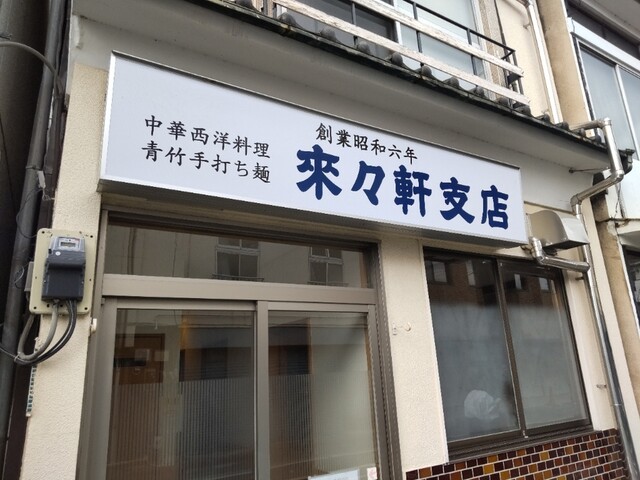 中華西洋料理
青竹手打ち麺
創業昭和六年
來々軒支店